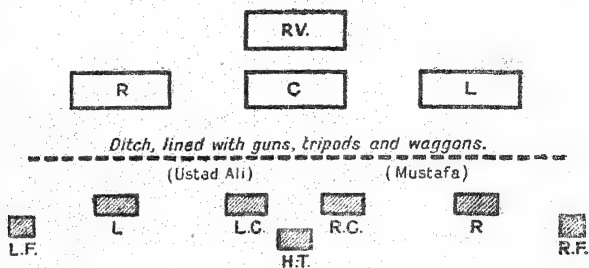 RV.
R C L
Ditch, lined with guns, tripods and waggons.
(Ustad Ali) (Mustafa)
L.F. L L.C. R.C. R R.F.
H.T.